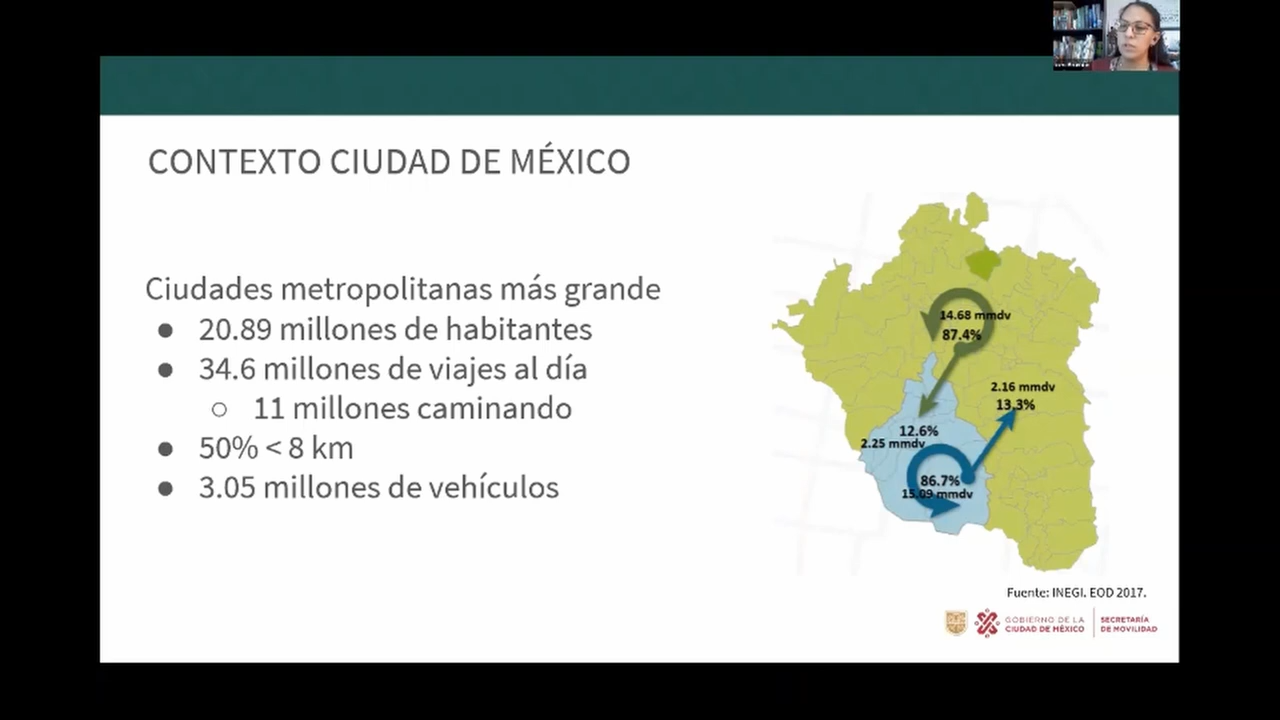 CONTEXTO CIUDAD DE MÉXICO
Ciudades metropolitanas más grande
● 20.89 millones de habitantes
● 34.6 millones de viajes al día
○ 11 millones caminando
● 50% < 8 km
● 3.05 millones de vehículos
14.68 mmdv
87.4%
2.16 mmdv
13.3%
12.6%
2.25 mmdv
86.7%
15.09 mmdv
Fuente: INEGI. EOD 2017.
GOBIERNO DE LA
CIUDAD DE MÉXICO
SECRETARÍA
DE MOVILIDAD